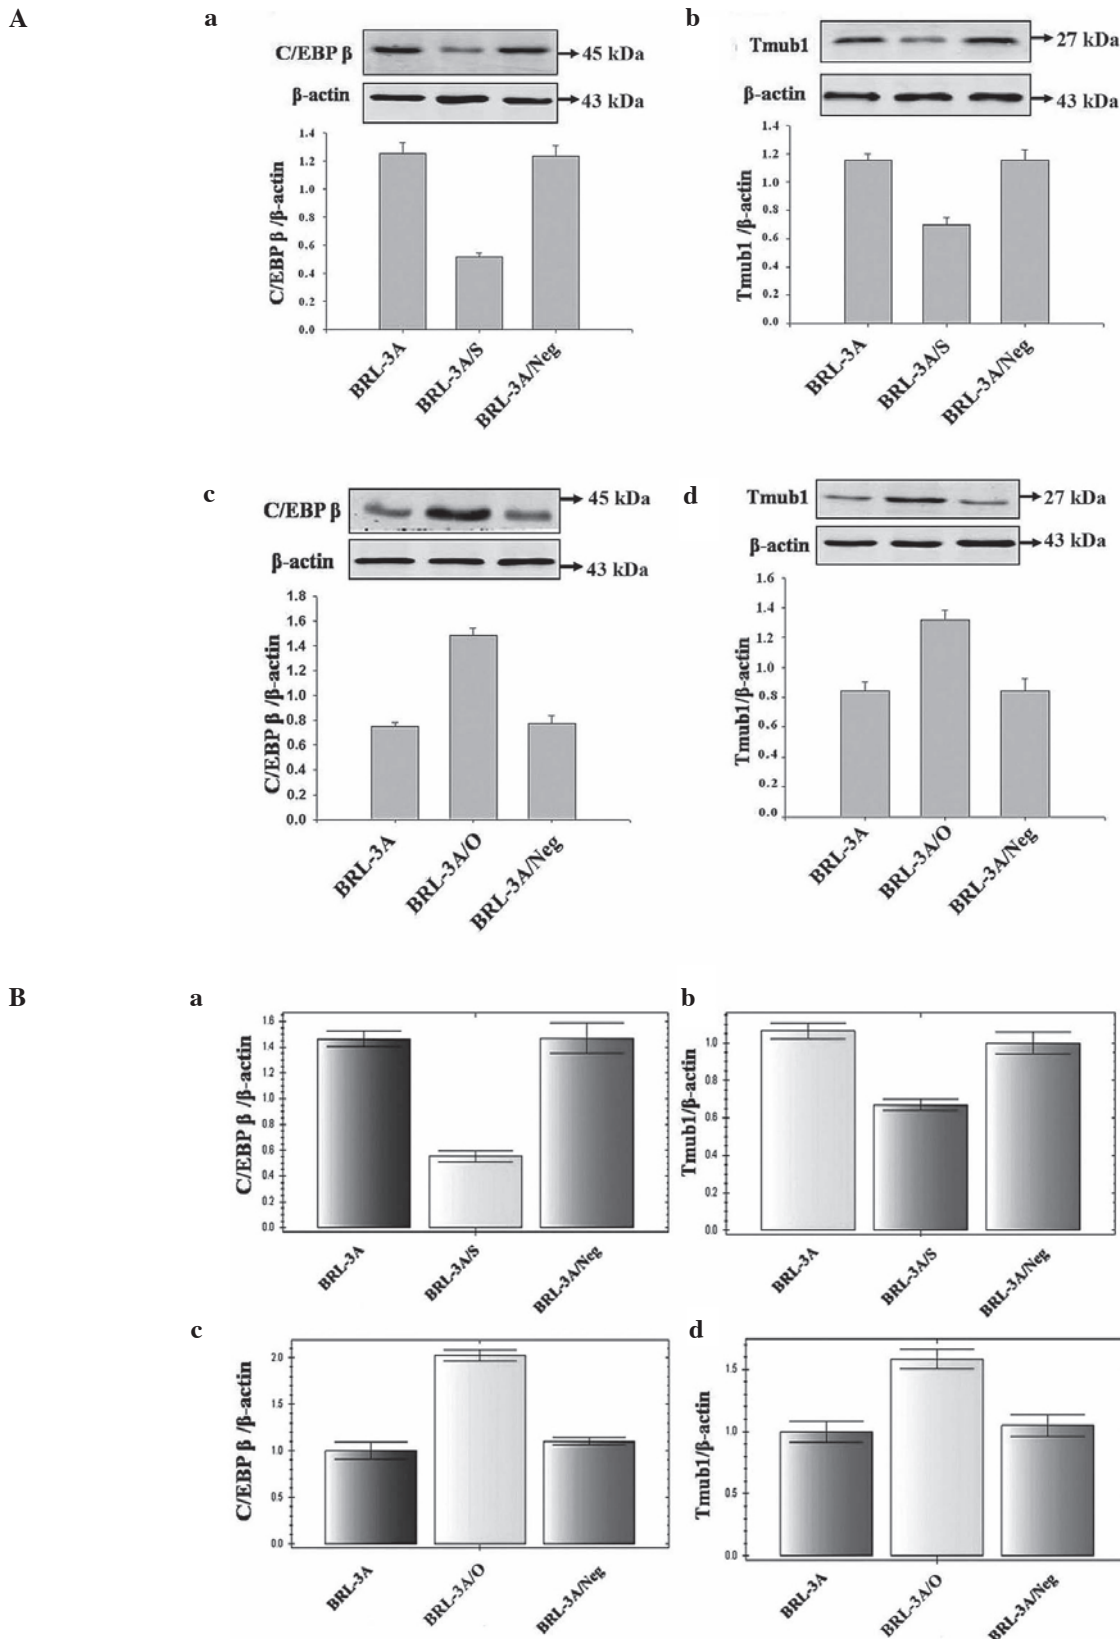 A
a
C/EBP β
45 kDa
β-actin
43 kDa
C/EBP β /β-actin
1.4
1.2
1.0
0.8
0.6
0.4
0.2
0.0
BRL-3A
BRL-3A/S
BRL-3A/Neg
b
Tmub1
27 kDa
β-actin
43 kDa
Tmub1 /β-actin
1.4
1.2
1.0
0.8
0.6
0.4
0.2
0.0
BRL-3A
BRL-3A/S
BRL-3A/Neg
c
C/EBP β
45 kDa
β-actin
43 kDa
C/EBP β /β-actin
1.8
1.6
1.4
1.2
1.0
0.8
0.6
0.4
0.2
0.0
BRL-3A
BRL-3A/O
BRL-3A/Neg
d
Tmub1
27 kDa
β-actin
43 kDa
Tmub1/β-actin
1.6
1.4
1.2
1.0
0.8
0.6
0.4
0.2
0.0
BRL-3A
BRL-3A/O
BRL-3A/Neg
B
a
C/EBP β /β-actin
1.6
1.4
1.2
1.0
0.8
0.6
0.4
0.2
0.0
BRL-3A
BRL-3A/S
BRL-3A/Neg
b
Tmub1/β-actin
1.0
0.8
0.6
0.4
0.2
0.0
BRL-3A
BRL-3A/S
BRL-3A/Neg
c
C/EBP β /β-actin
2.0
1.5
1.0
0.5
0.0
BRL-3A
BRL-3A/O
BRL-3A/Neg
d
Tmub1/β-actin
1.5
1.0
0.5
0.0
BRL-3A
BRL-3A/O
BRL-3A/Neg